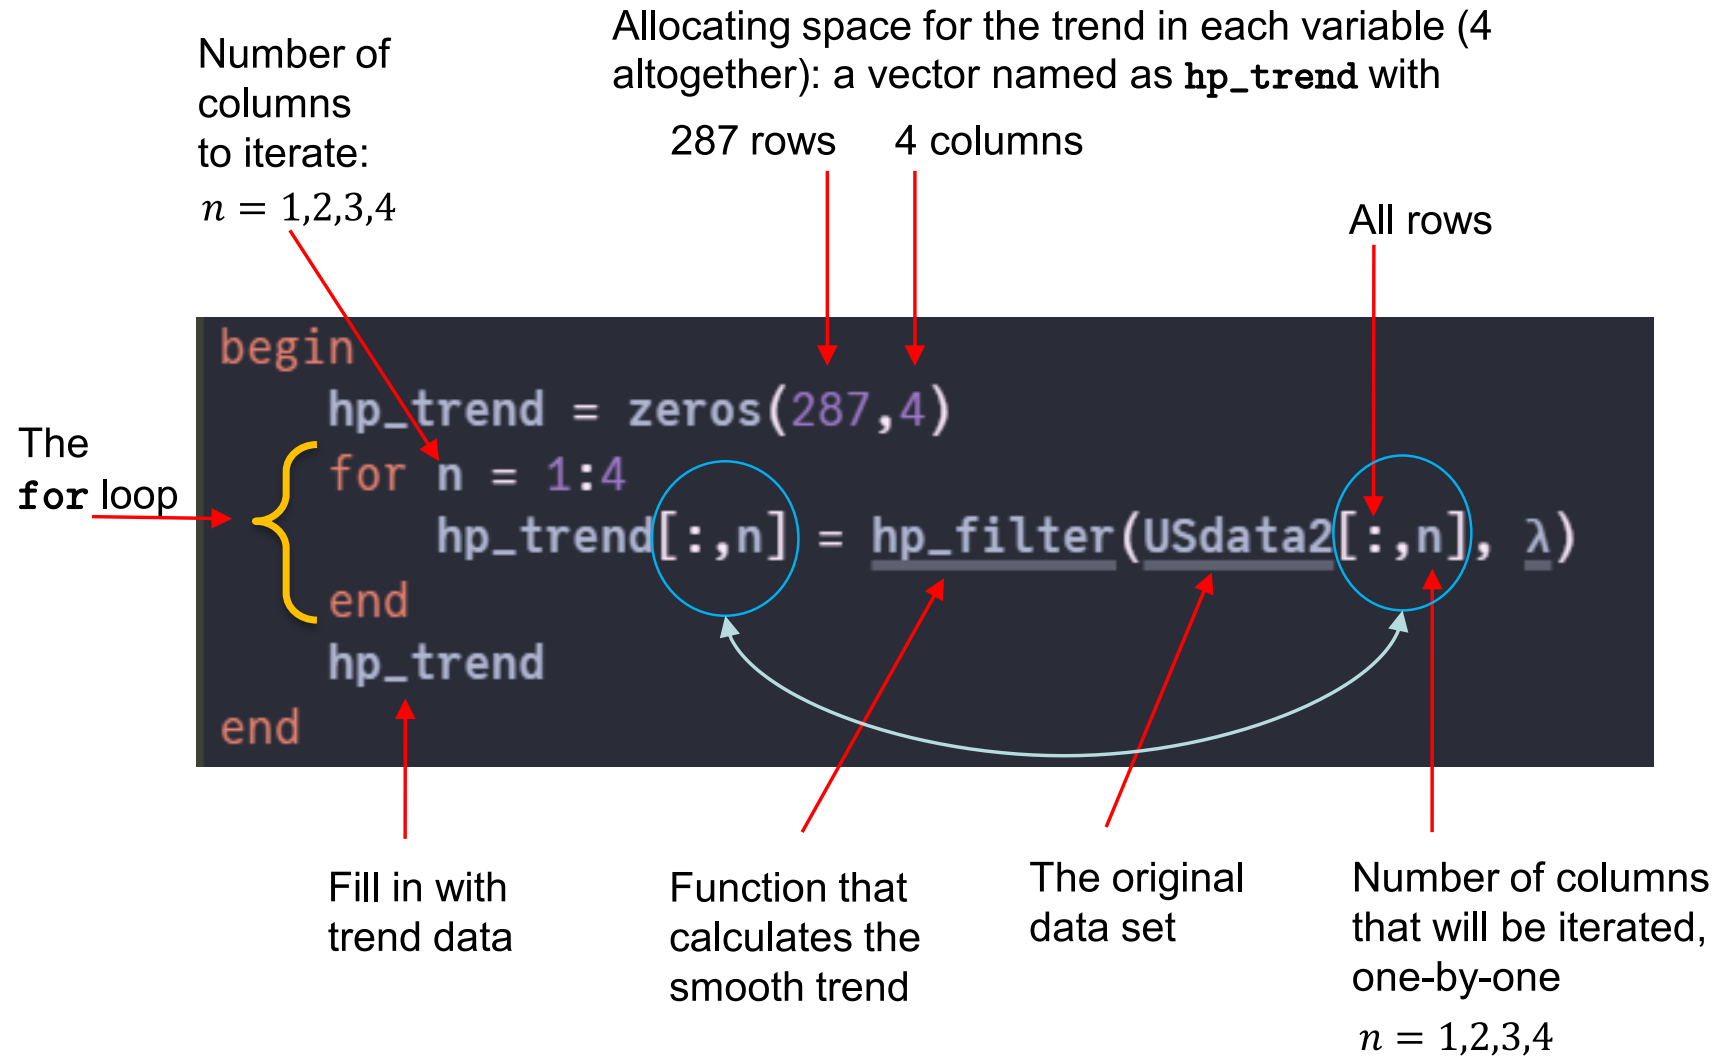 Allocating space for the trend in each variable (4
altogether): a vector named as hp_trend with
287 rows
4 columns
Number of
columns
to iterate:
n = 1,2,3,4
All rows
The
for loop
begin
hp_trend = zeros(287,4)
for n = 1:4
hp_trend[:,n] = hp_filter(USdata2[:,n], λ)
end
hp_trend
end
Fill in with
trend data
Function that
calculates the
smooth trend
The original
data set
Number of columns
that will be iterated,
one-by-one
n = 1,2,3,4